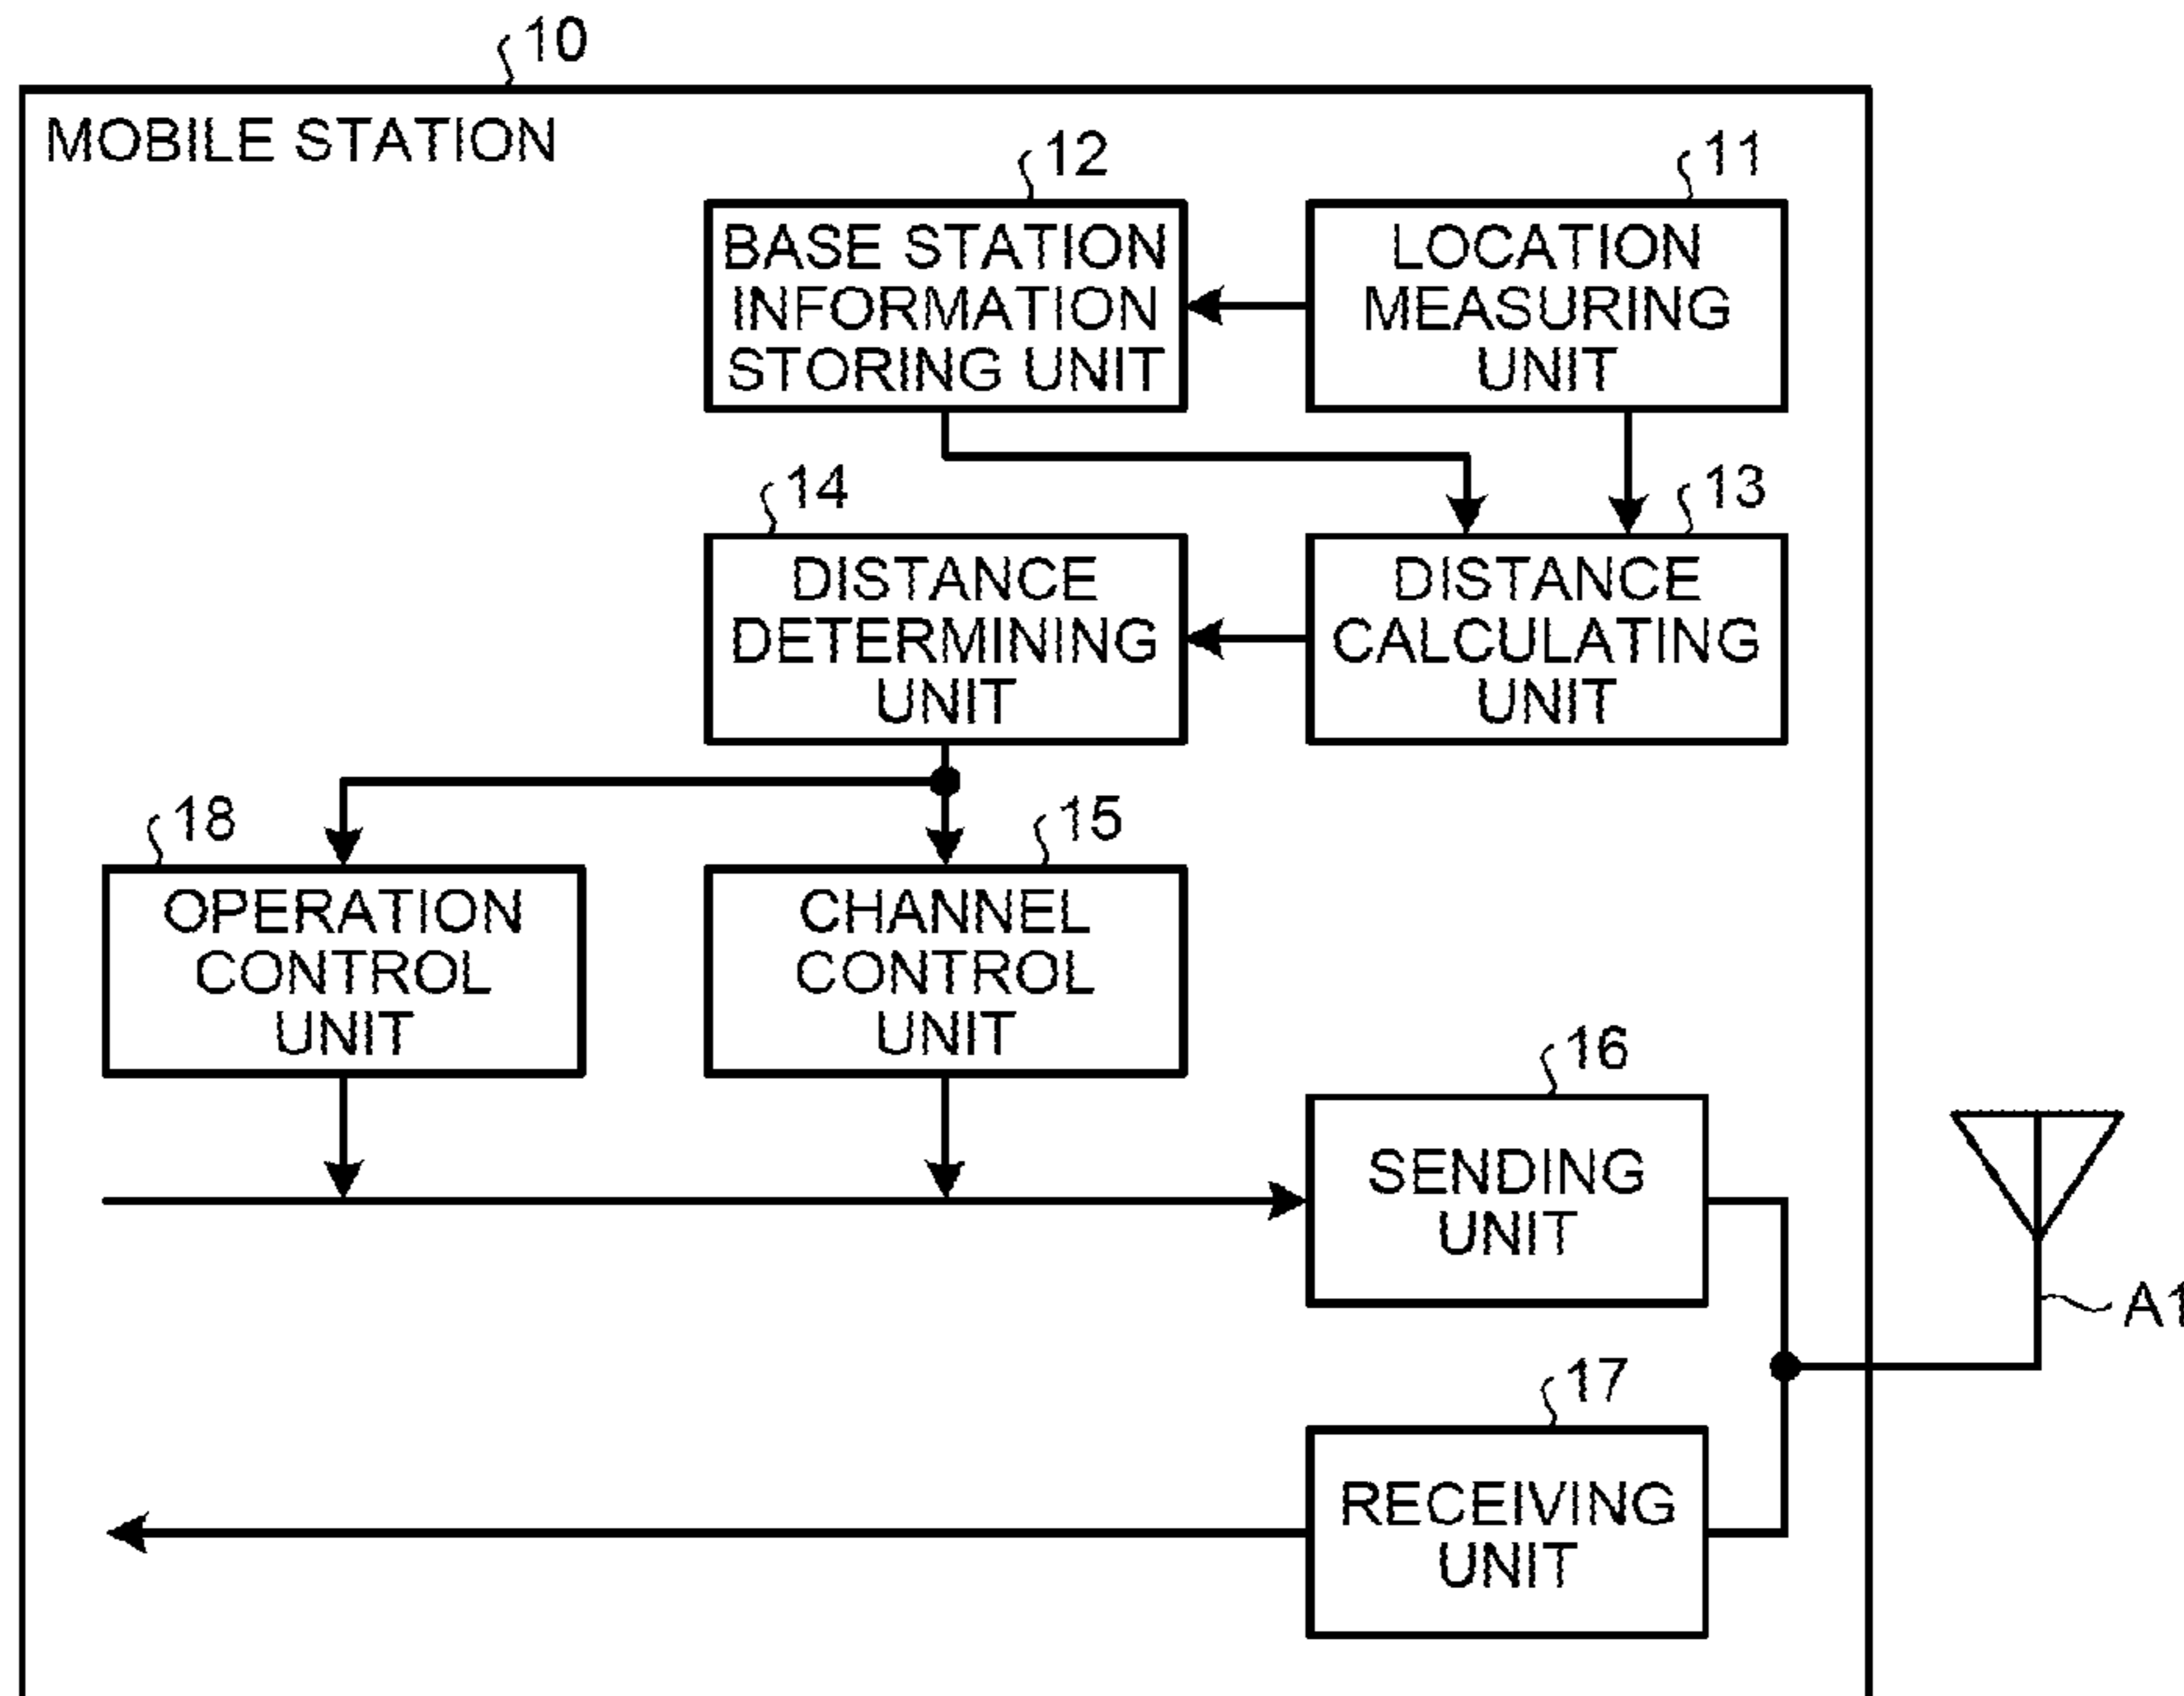 10
MOBILE STATION
12
11
BASE STATION
INFORMATION
STORING UNIT
LOCATION
MEASURING
UNIT
14
13
DISTANCE
DETERMINING
UNIT
DISTANCE
CALCULATING
UNIT
18
15
OPERATION
CONTROL
UNIT
CHANNEL
CONTROL
UNIT
16
SENDING
UNIT
A1
17
RECEIVING
UNIT